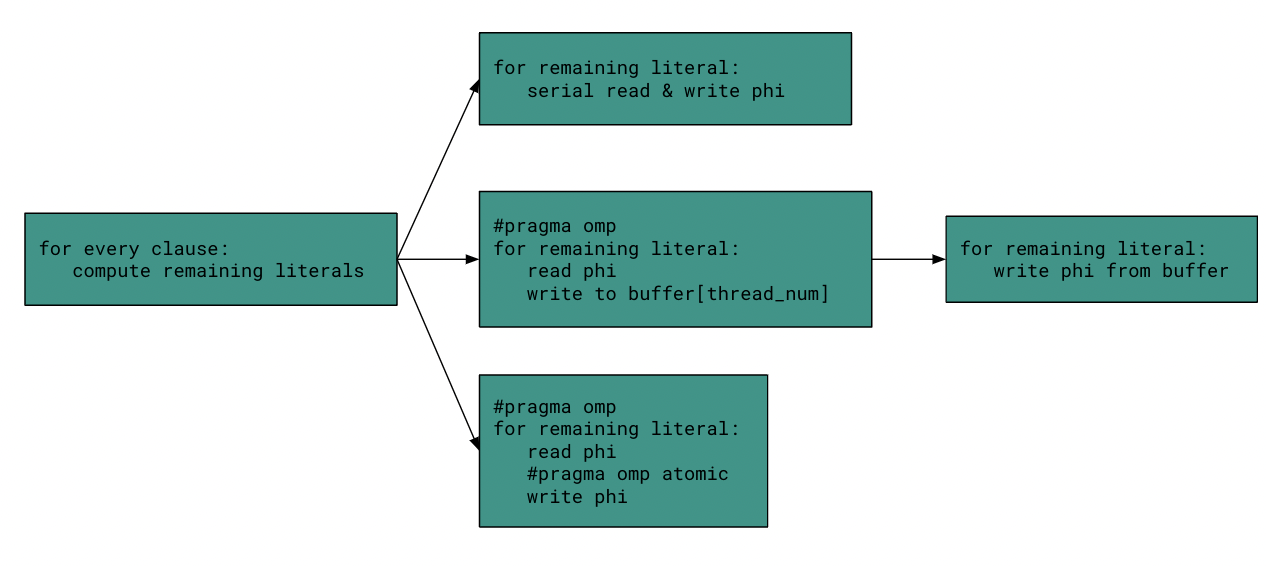 for every clause:
   compute remaining literals
for remaining literal:
   serial read & write phi
#pragma omp
for remaining literal:
   read phi
   write to buffer[thread_num]
for remaining literal:
   write phi from buffer
#pragma omp
for remaining literal:
   read phi
   #pragma omp atomic
   write phi